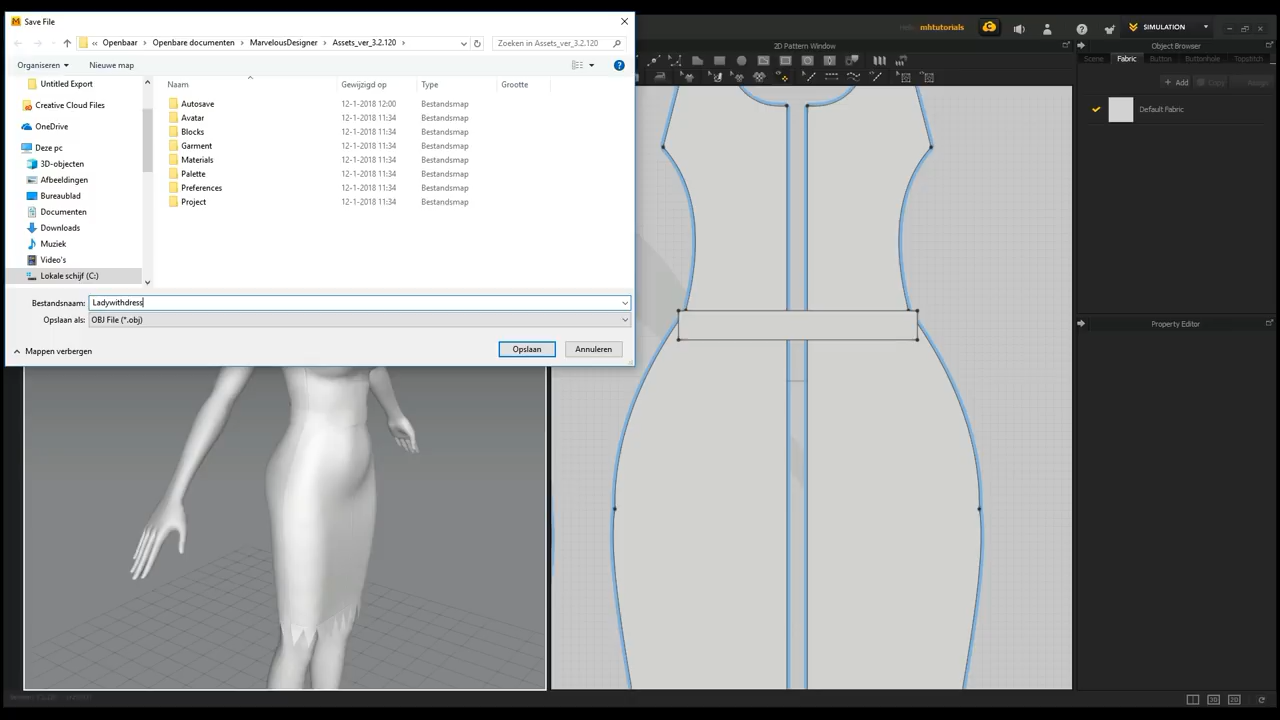 Save File
Hello, mhtutorials
SIMULATION
Openbaar
Openbare documenten
MarvelousDesigner
Assets_ver_3.2.120
Zoeken in Assets_ver_3.2.120
2D Pattern Window
Object Browser
Organiseren
Nieuwe map
Scene
Fabric
Button
Buttonhole
Topstitch
Untitled Export
Creative Cloud Files
OneDrive
Deze pc
3D-objecten
Afbeeldingen
Bureaublad
Documenten
Downloads
Muziek
Video's
Lokale schijf (C:)
Naam
Gewijzigd op
Type
Grootte
Autosave 12-1-2018 12:00 Bestandsmap
Avatar 12-1-2018 11:34 Bestandsmap
Blocks 12-1-2018 11:34 Bestandsmap
Garment 12-1-2018 11:34 Bestandsmap
Materials 12-1-2018 11:34 Bestandsmap
Palette 12-1-2018 11:34 Bestandsmap
Preferences 12-1-2018 11:34 Bestandsmap
Project 12-1-2018 11:34 Bestandsmap
+ Add
Copy
Assign
Default Fabric
Bestandsnaam: Ladywithdress
Opslaan als: OBJ File (*.obj)
Mappen verbergen
Opslaan
Annuleren
Property Editor